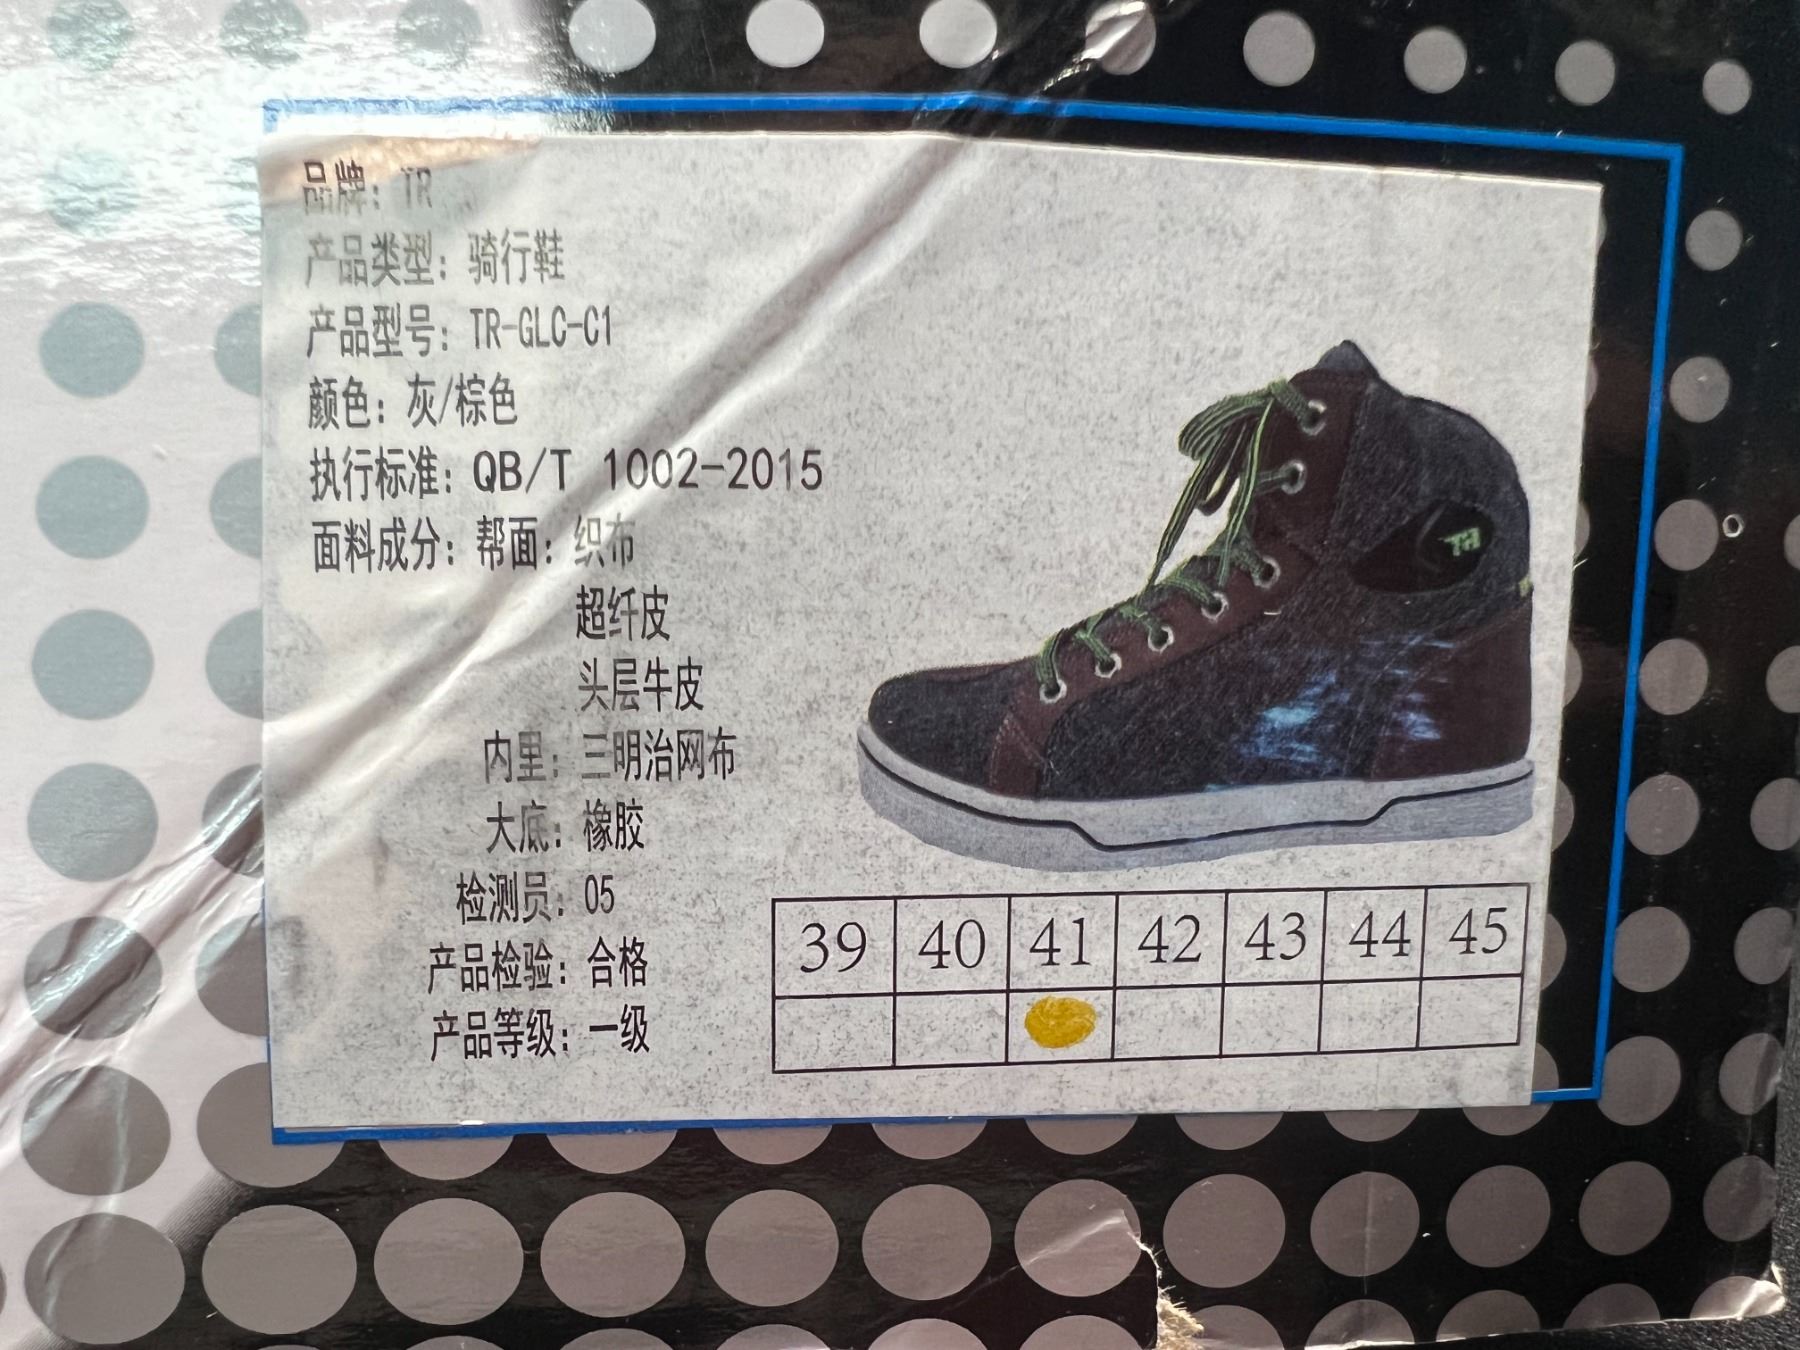 品牌：TR
产品类型：骑行鞋
产品型号：TR-GLC-C1
颜色：灰/棕色
执行标准：QB/T 1002-2015
面料成分：帮面：织布
超纤皮
头层牛皮
内里：三明治网布
大底：橡胶
检测员：05
产品检验：合格
产品等级：一级
TR
39 40 41 42 43 44 45